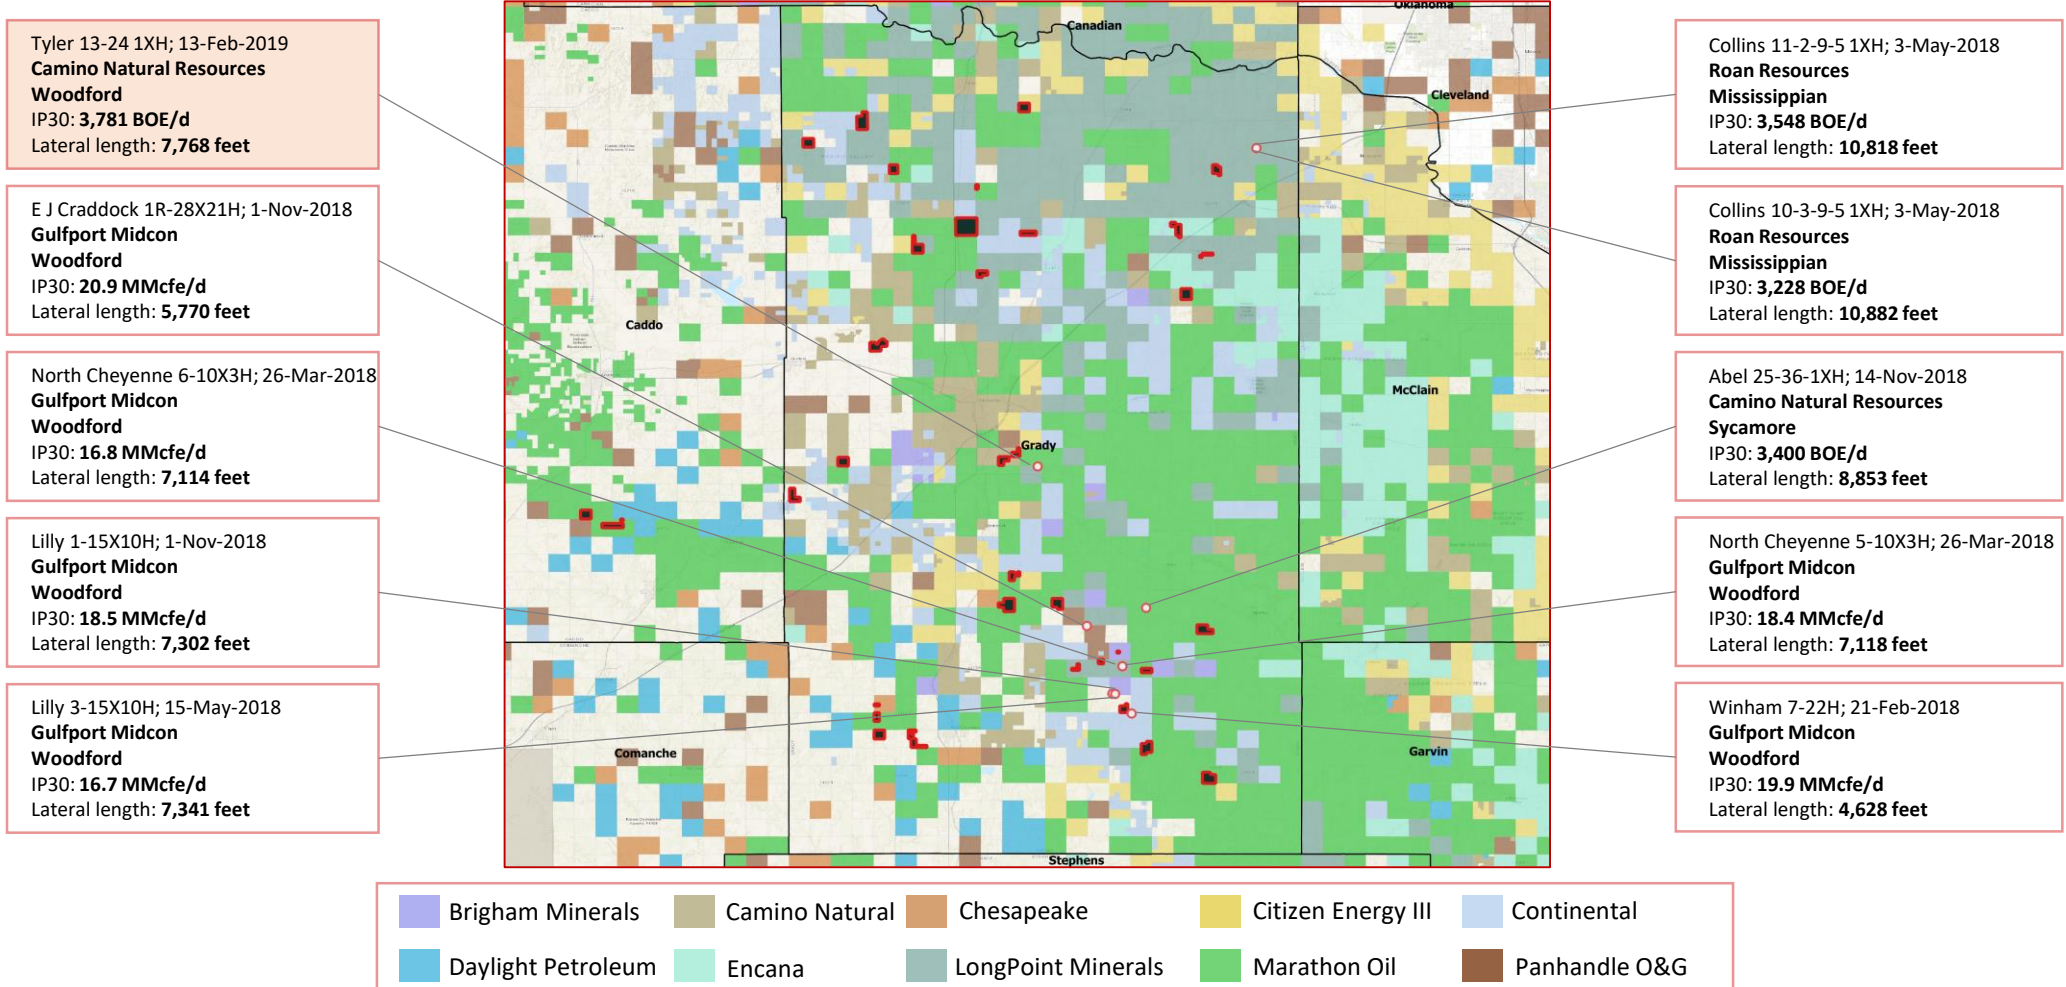 Tyler 13-24 1XH; 13-Feb-2019
Camino Natural Resources
Woodford
IP30: 3,781 BOE/d
Lateral length: 7,768 feet
E J Craddock 1R-28X21H; 1-Nov-2018
Gulfport Midcon
Woodford
IP30: 20.9 MMcfe/d
Lateral length: 5,770 feet
North Cheyenne 6-10X3H; 26-Mar-2018
Gulfport Midcon
Woodford
IP30: 16.8 MMcfe/d
Lateral length: 7,114 feet
Lilly 1-15X10H; 1-Nov-2018
Gulfport Midcon
Woodford
IP30: 18.5 MMcfe/d
Lateral length: 7,302 feet
Lilly 3-15X10H; 15-May-2018
Gulfport Midcon
Woodford
IP30: 16.7 MMcfe/d
Lateral length: 7,341 feet
Oklahoma
Canadian
Cleveland
Caddo
McClain
Grady
Comanche
Garvin
Stephens
Collins 11-2-9-5 1XH; 3-May-2018
Roan Resources
Mississippian
IP30: 3,548 BOE/d
Lateral length: 10,818 feet
Collins 10-3-9-5 1XH; 3-May-2018
Roan Resources
Mississippian
IP30: 3,228 BOE/d
Lateral length: 10,882 feet
Abel 25-36-1XH; 14-Nov-2018
Camino Natural Resources
Sycamore
IP30: 3,400 BOE/d
Lateral length: 8,853 feet
North Cheyenne 5-10X3H; 26-Mar-2018
Gulfport Midcon
Woodford
IP30: 18.4 MMcfe/d
Lateral length: 7,118 feet
Winham 7-22H; 21-Feb-2018
Gulfport Midcon
Woodford
IP30: 19.9 MMcfe/d
Lateral length: 4,628 feet
Brigham Minerals
Camino Natural
Chesapeake
Citizen Energy III
Continental
Daylight Petroleum
Encana
LongPoint Minerals
Marathon Oil
Panhandle O&G